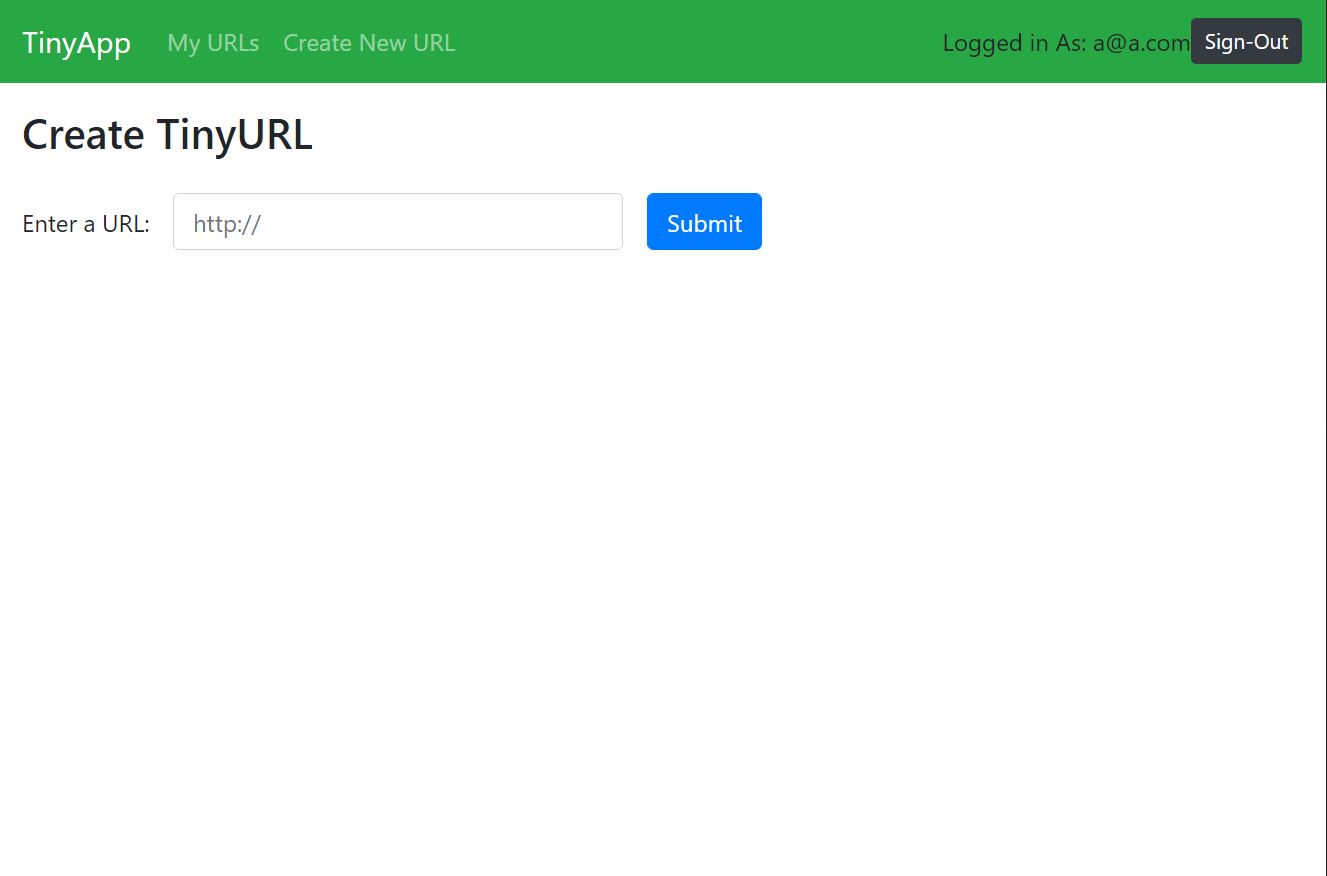 TinyApp My URLs Create New URL Logged in As: a@a.com Sign-Out
Create TinyURL
Enter a URL: http:// Submit